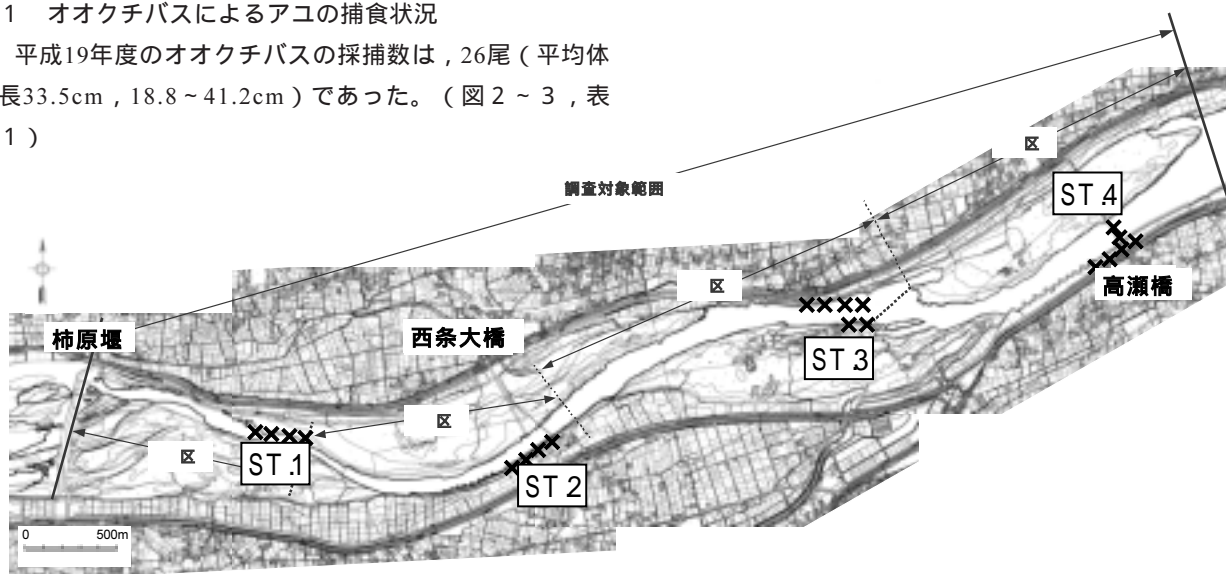 1　オオクチバスによるアユの捕食状況
平成19年度のオオクチバスの採捕数は，26尾（平均体
長33.5cm，18.8～41.2cm）であった。（図2～3，表
1）
区
調査対象範囲
ST.4
高瀬橋
区
柿原堰
西条大橋
ST.3
区
区
ST.1
ST.2
0 500m